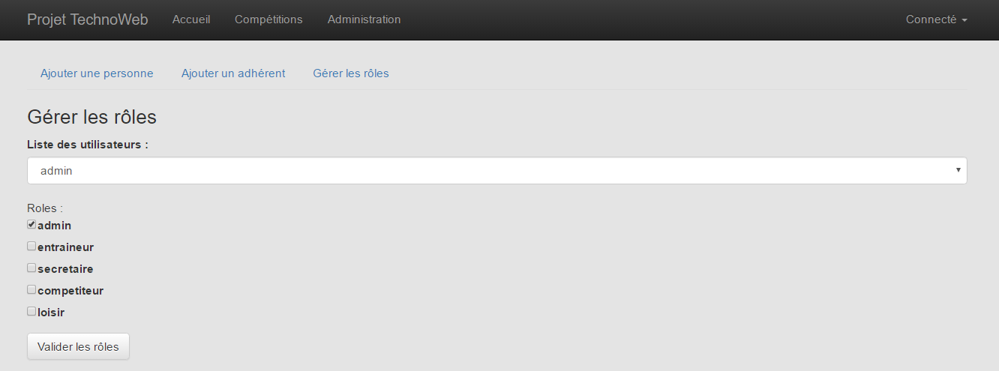 Projet TechnoWeb Accueil Compétitions Administration Connecté
Ajouter une personne Ajouter un adhérent Gérer les rôles
Gérer les rôles
Liste des utilisateurs :
admin
Roles :
admin
entraineur
secretaire
competiteur
loisir
Valider les rôles